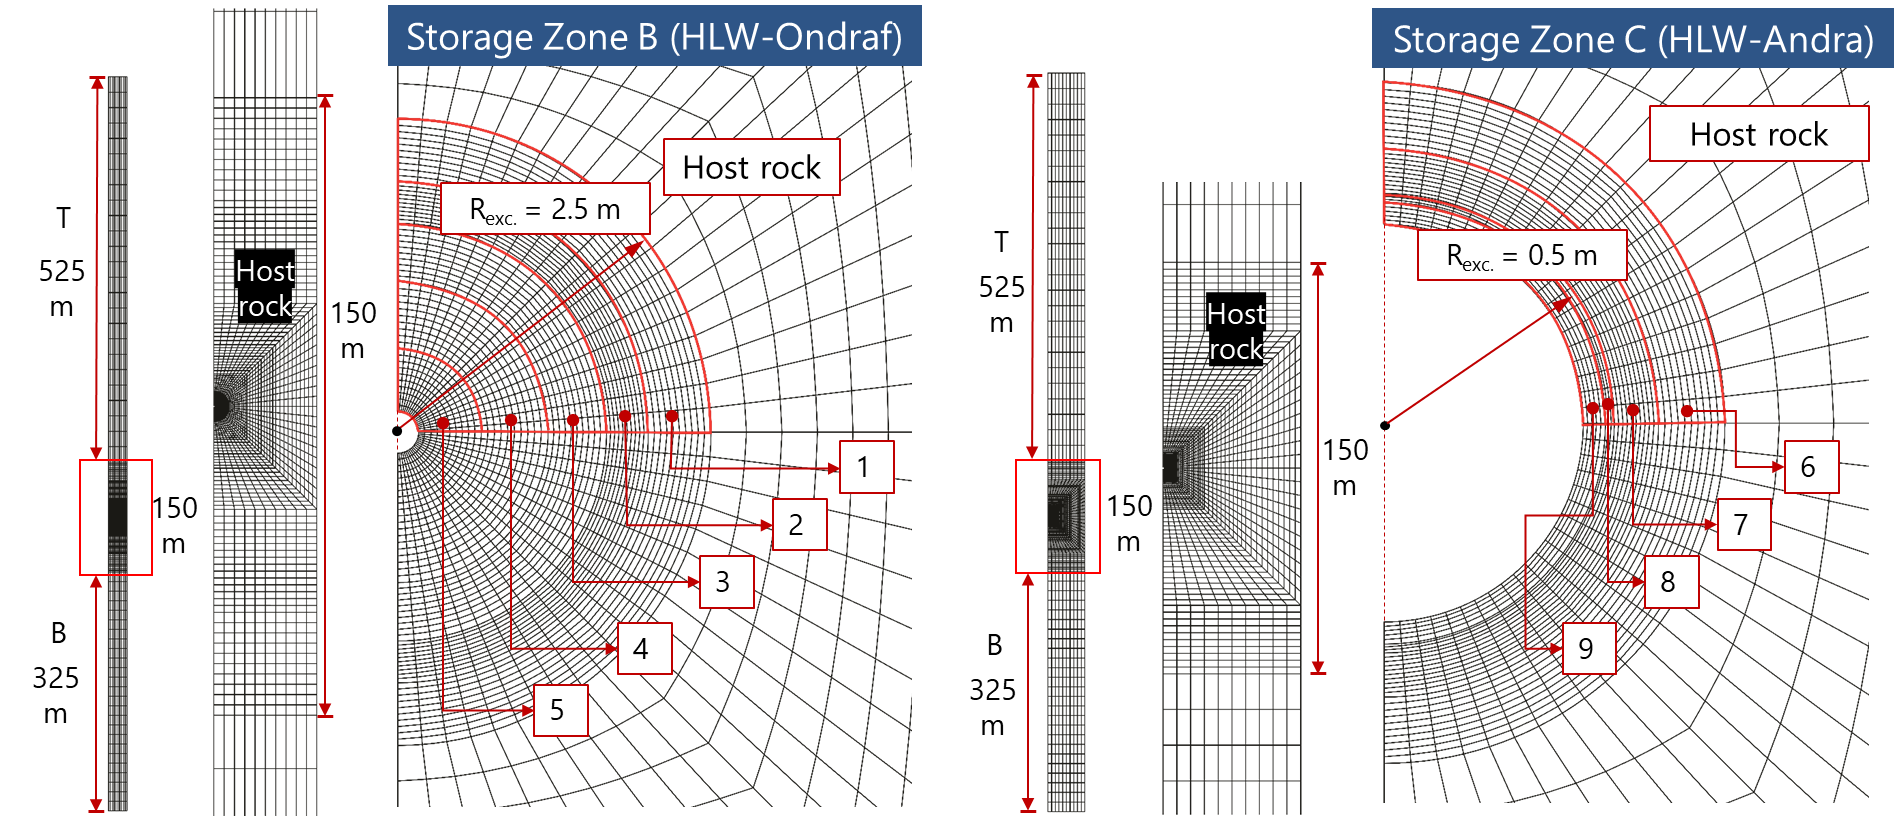 Storage Zone B (HLW-Ondraf)
T
525
m
150
m
B
325
m
Host
rock
150
m
Host rock
Rexc. = 2.5 m
1
2
3
4
5
Storage Zone C (HLW-Andra)
T
525
m
150
m
B
325
m
Host
rock
150
m
Host rock
Rexc. = 0.5 m
6
7
8
9